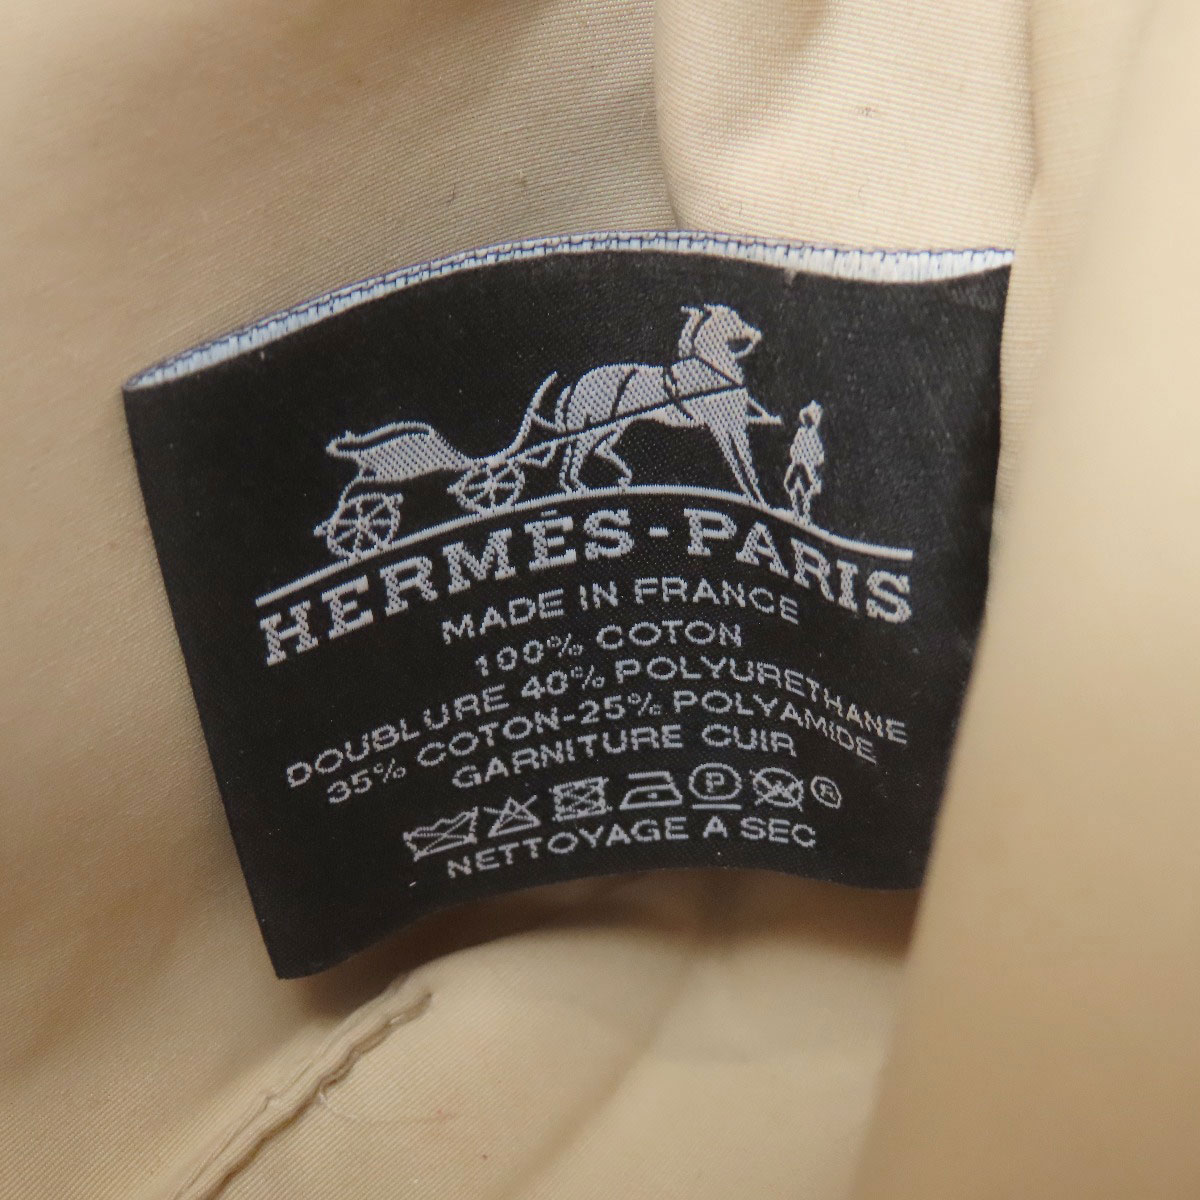 HERMÈS-PARIS
MADE IN FRANCE
100% COTON
DOUBLURE 40% POLYURETHANE
35% COTON-25% POLYAMIDE
GARNITURE CUIR
P W ®
NETTOYAGE A SEC